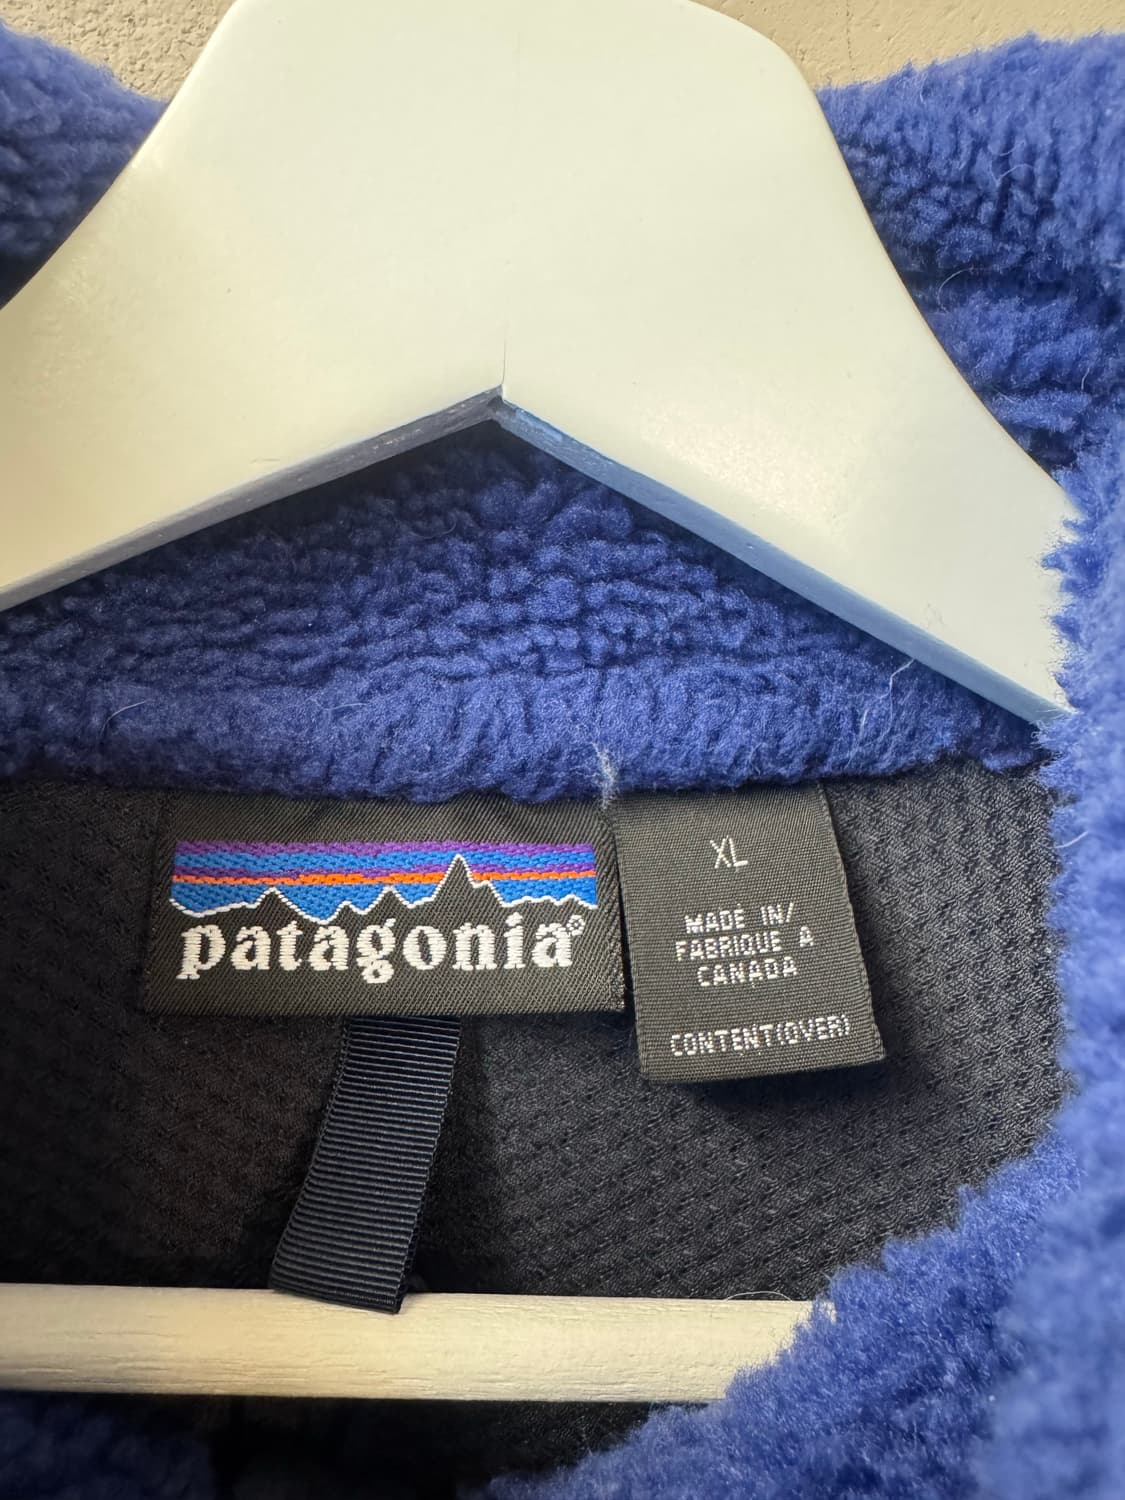 patagonia®
XL
MADE IN/
FABRIQUE A
CANADA
CONTENT(OVER)